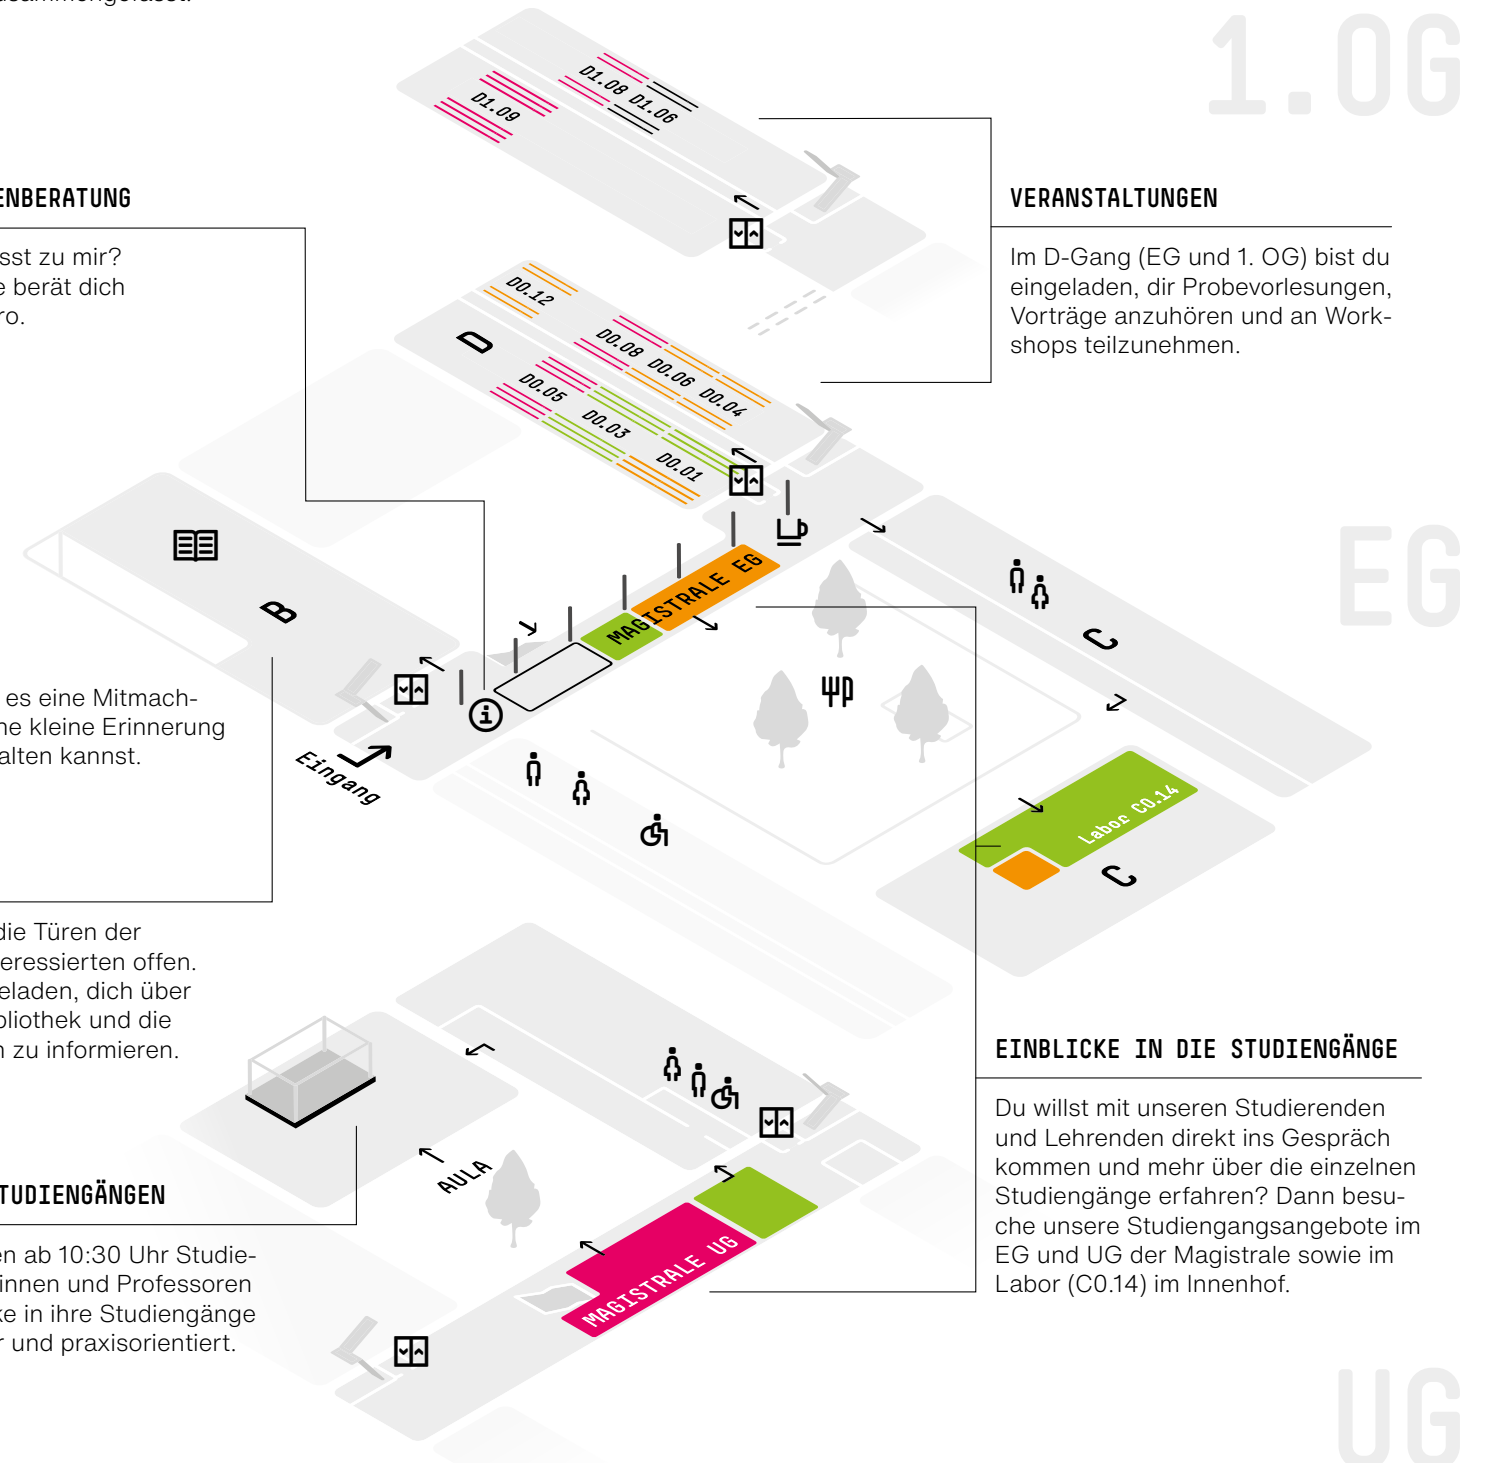 1.OG
D1.08
D1.06
D1.09
ENBERATUNG
sst zu mir?
e berät dich
ro.
VERANSTALTUNGEN
Im D-Gang (EG und 1. OG) bist du
eingeladen, dir Probevorlesungen,
Vorträge anzuhören und an Work-
shops teilzunehmen.
EG
D0.12
D
D0.08
D0.06
D0.04
D0.05
D0.03
D0.01
B
MAGISTRALE EG
C
Eingang
Labor C0.14
C
es eine Mitmach-
ne kleine Erinnerung
alten kannst.
die Türen der
eressierten offen.
eladen, dich über
bliothek und die
n zu informieren.
EINBLICKE IN DIE STUDIENGÄNGE
Du willst mit unseren Studierenden
und Lehrenden direkt ins Gespräch
kommen und mehr über die einzelnen
Studiengänge erfahren? Dann besu-
che unsere Studiengangsangebote im
EG und UG der Magistrale sowie im
Labor (C0.14) im Innenhof.
AULA
MAGISTRALE UG
TUDIENGÄNGEN
en ab 10:30 Uhr Studie-
innen und Professoren
ke in ihre Studiengänge
r und praxisorientiert.
UG